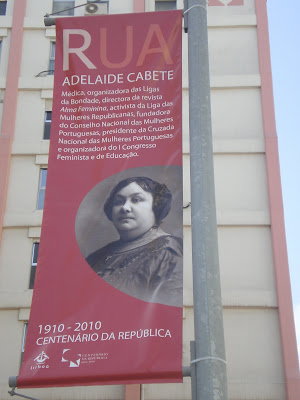 RUA
ADELAIDE CABETE
Médica, organizadora das Ligas
da Bondade, directora da revista
Alma Feminina, activista da Liga das
Mulheres Republicanas, fundadora
do Conselho Nacional das Mulheres
Portuguesas, presidente da Cruzada
Nacional das Mulheres Portuguesas
e organizadora do I Congresso
Feminista e de Educação.
1910 - 2010
CENTENÁRIO DA REPÚBLICA